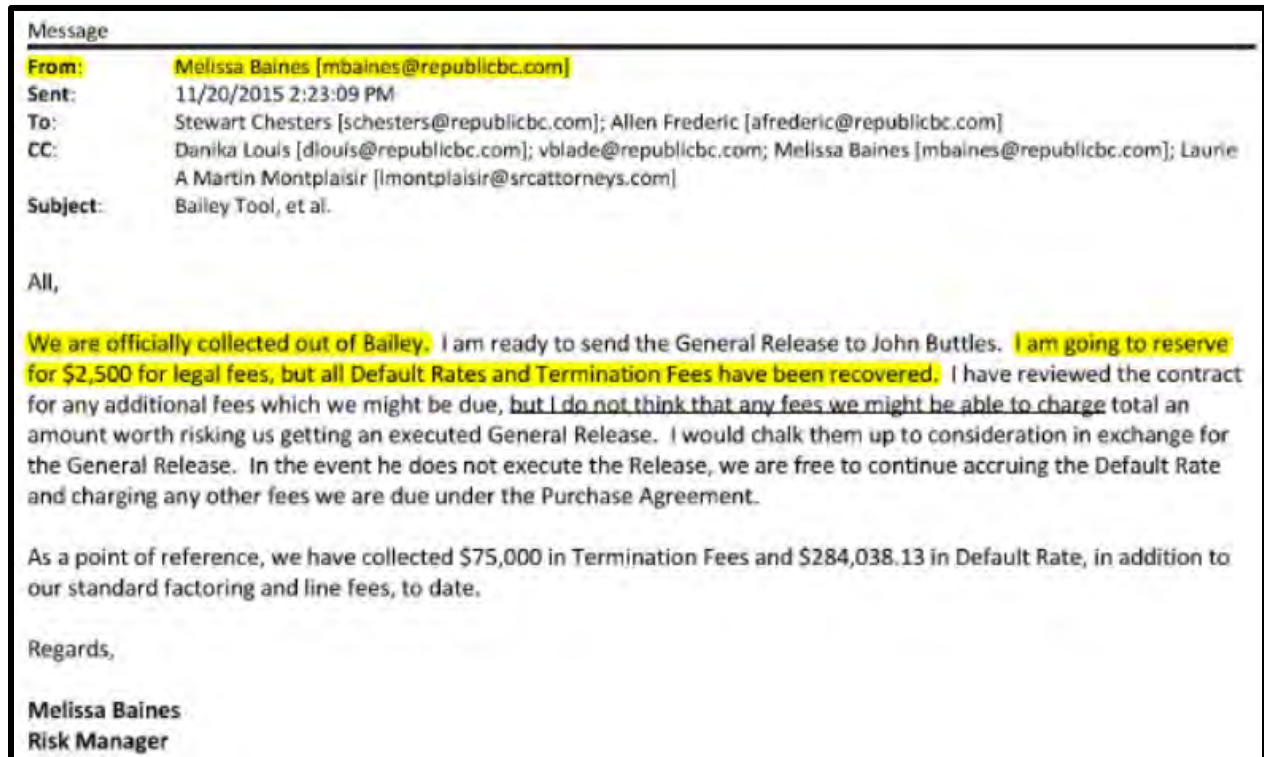 Message
From: Melissa Baines [mbaines@republicbc.com]
Sent: 11/20/2015 2:23:09 PM
To: Stewart Chesters [schesters@republicbc.com]; Allen Frederic [afrederic@republicbc.com]
CC: Danika Louis [dlouis@republicbc.com]; vblade@republicbc.com; Melissa Baines [mbaines@republicbc.com]; Laurie
A Martin Montplaisir [lmontplaisir@srcattorneys.com]
Subject: Bailey Tool, et al.
All,
We are officially collected out of Bailey. I am ready to send the General Release to John Buttles. I am going to reserve
for $2,500 for legal fees, but all Default Rates and Termination Fees have been recovered. I have reviewed the contract
for any additional fees which we might be due, but I do not think that any fees we might be able to charge total an
amount worth risking us getting an executed General Release. I would chalk them up to consideration in exchange for
the General Release. In the event he does not execute the Release, we are free to continue accruing the Default Rate
and charging any other fees we are due under the Purchase Agreement.
As a point of reference, we have collected $75,000 in Termination Fees and $284,038.13 in Default Rate, in addition to
our standard factoring and line fees, to date.
Regards,
Melissa Baines
Risk Manager